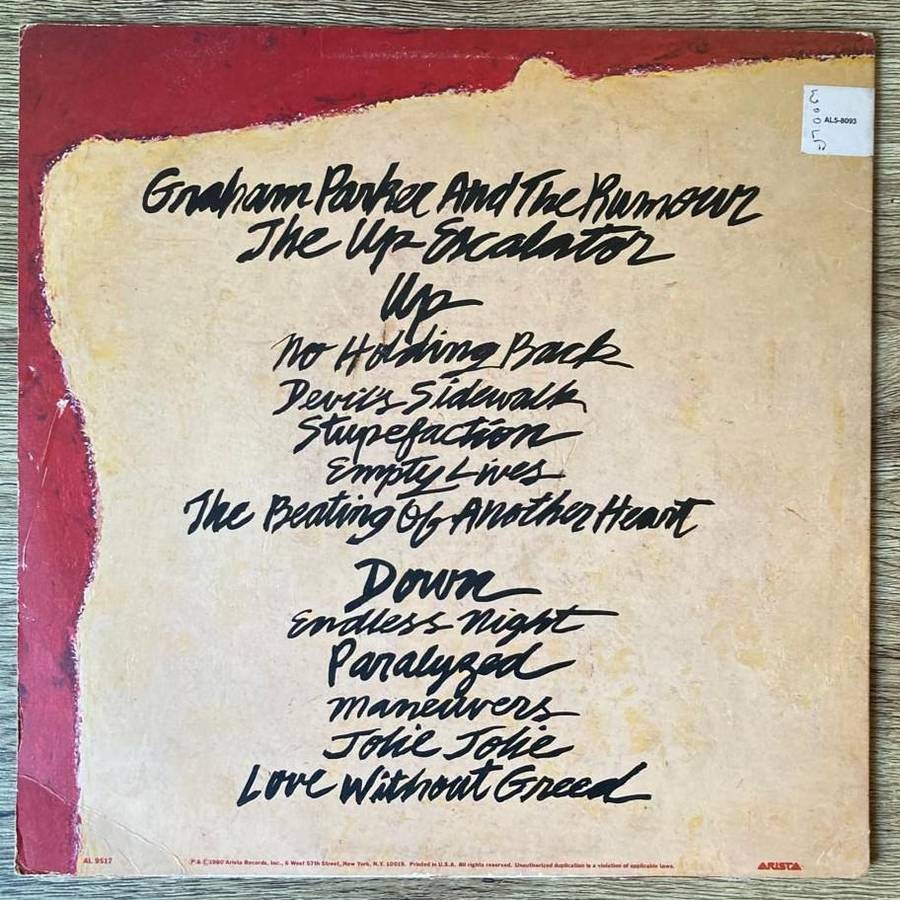 AL5-8093
Graham Parker And The Rumour
The Up Escalator
Up
No Holding Back
Devil's Sidewalk
Stupefaction
Empty Lives
The Beating Of Another Heart
Down
Endless Night
Paralyzed
Maneuvers
Jolie Jolie
Love Without Greed
AL 9517
℗ & ©1980 Arista Records, Inc., 6 West 57th Street, New York, N.Y. 10019. Printed in U.S.A. All rights reserved. Unauthorized duplication is a violation of applicable laws.
ARISTA